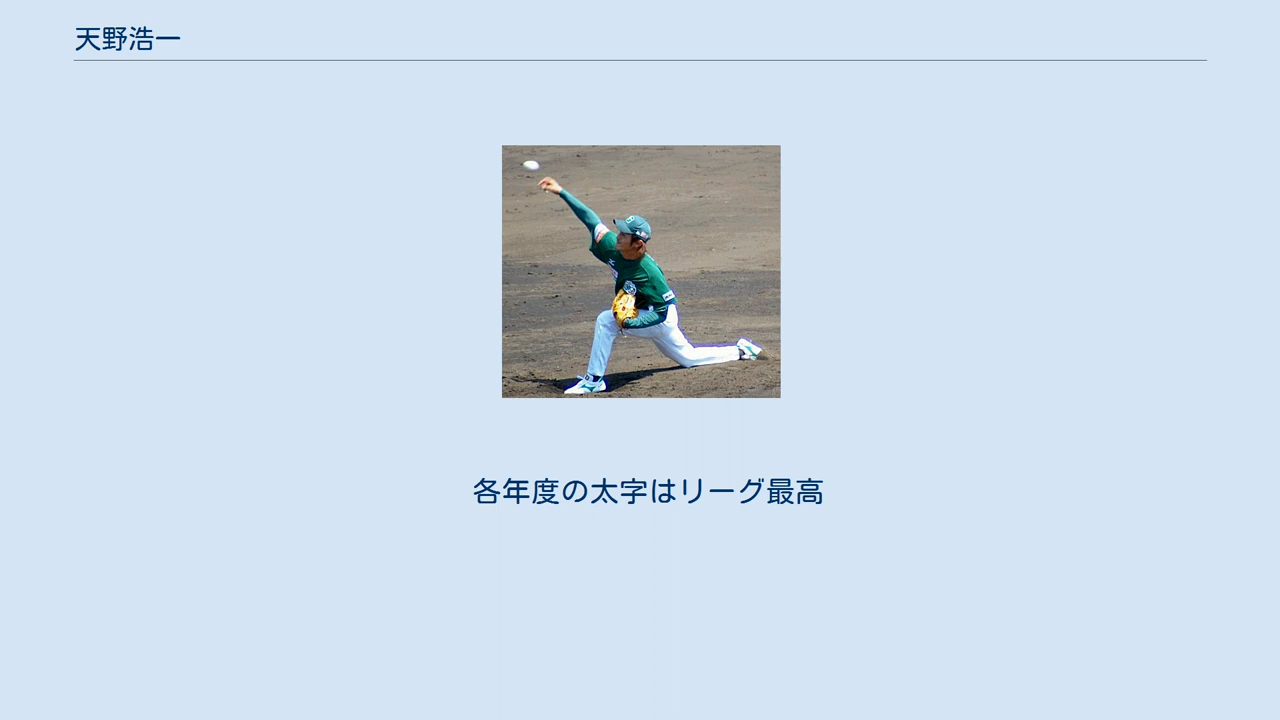 天野浩一
各年度の太字はリーグ最高